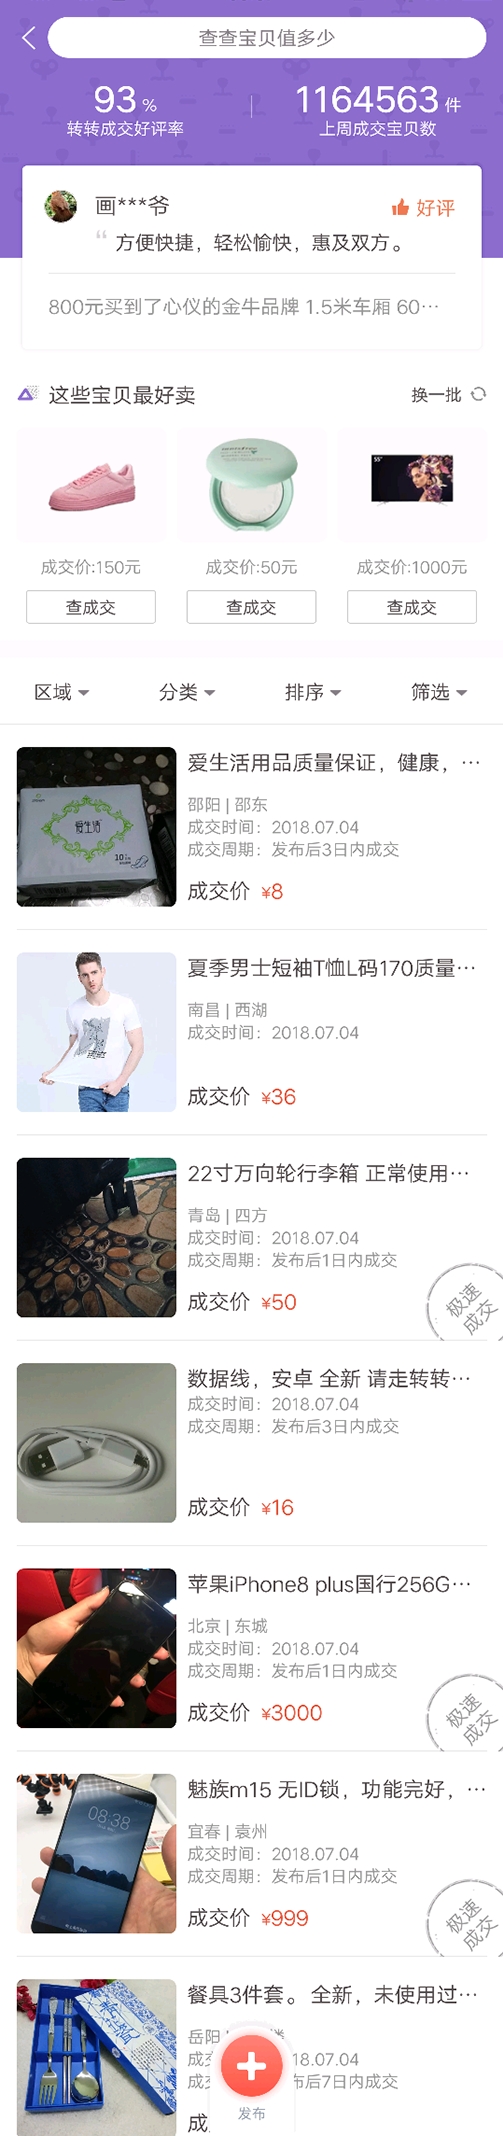 查查宝贝值多少
93 %
1164563 件
转转成交好评率
上周成交宝贝数
画***爷
好评
“ 方便快捷，轻松愉快，惠及双方。
800元买到了心仪的金牛品牌 1.5米车厢 60…
这些宝贝最好卖
换一批
55"
成交价:150元
成交价:50元
成交价:1000元
查成交
查成交
查成交
区域
分类
排序
筛选
爱生活用品质量保证，健康，…
邵阳 | 邵东
成交时间：2018.07.04
成交周期：发布后3日内成交
成交价 ¥8
爱生活
夏季男士短袖T恤L码170质量…
南昌 | 西湖
成交时间：2018.07.04
成交价 ¥36
22寸万向轮行李箱 正常使用…
青岛 | 四方
成交时间：2018.07.04
成交周期：发布后1日内成交
成交价 ¥50
极速
成交
数据线，安卓 全新 请走转转…
成交时间：2018.07.04
成交周期：发布后3日内成交
成交价 ¥16
苹果iPhone8 plus国行256G…
北京 | 东城
成交时间：2018.07.04
成交周期：发布后1日内成交
成交价 ¥3000
极速
成交
魅族m15 无ID锁，功能完好，…
宜春 | 袁州
成交时间：2018.07.04
成交周期：发布后1日内成交
成交价 ¥999
极速
成交
08:38
餐具3件套。 全新，未使用过…
岳阳
成
.07.04
成
后7日内成交
成
发布